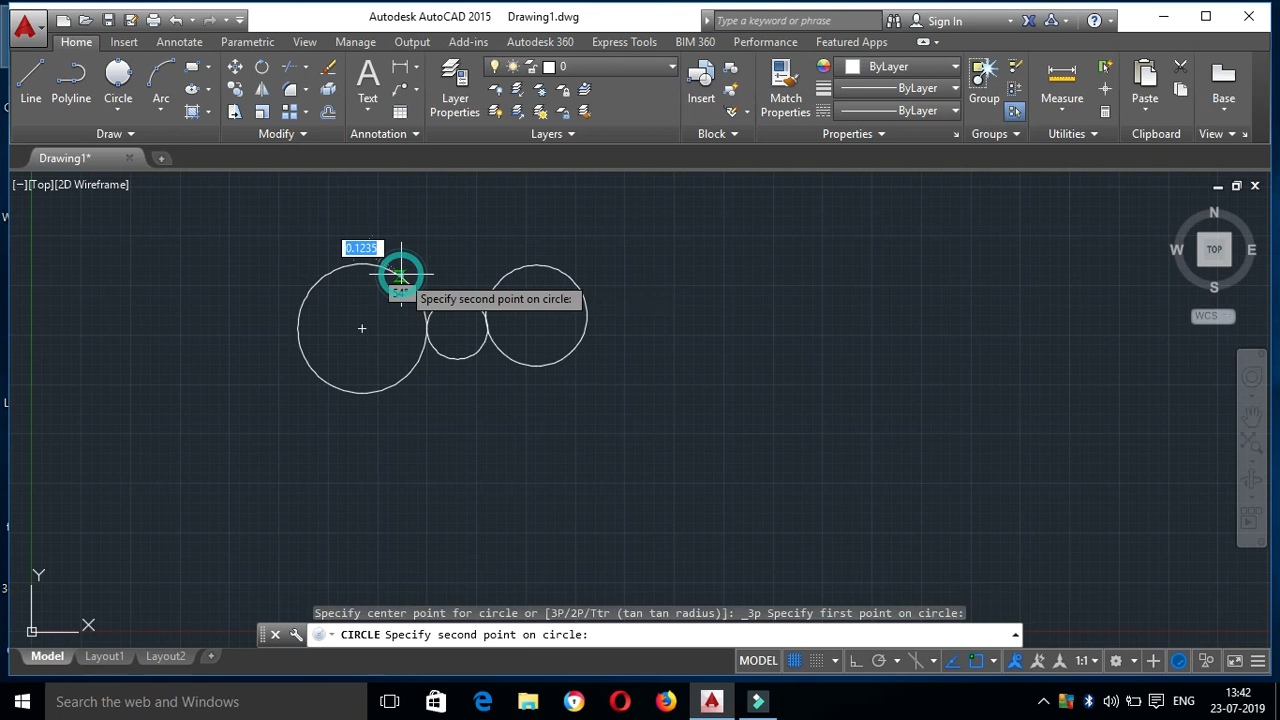 Autodesk AutoCAD 2015 Drawing1.dwg
Type a keyword or phrase
Sign In
Home Insert Annotate Parametric View Manage Output Add-ins Autodesk 360 Express Tools BIM 360 Performance Featured Apps
0
ByLayer
ByLayer
ByLayer
Line Polyline Circle Arc
Text
Layer Properties
Insert
Match Properties
Group
Measure
Paste
Base
Draw Modify Annotation Layers Block Properties Groups Utilities Clipboard View
Drawing1*
[−][Top][2D Wireframe]
N
W TOP E
S
WCS
0.1235
Specify second point on circle:
Y
X
Specify center point for circle or [3P/2P/Ttr (tan tan radius)]: _3p Specify first point on circle:
CIRCLE Specify second point on circle:
Model Layout1 Layout2
MODEL
1:1
Search the web and Windows
ENG
13:42
23-07-2019